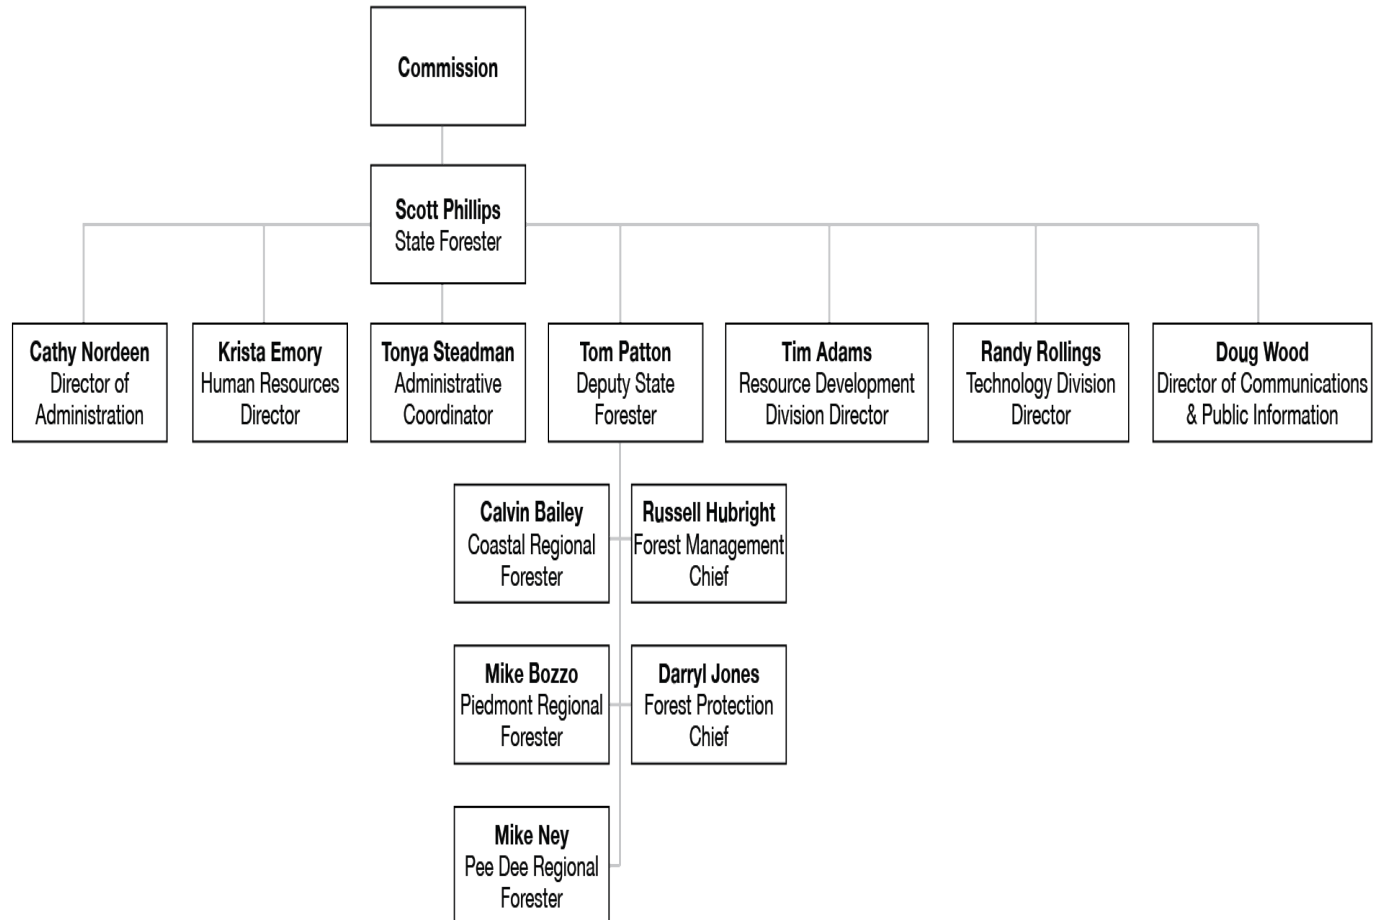 Commission
Scott Phillips
State Forester
Cathy Nordeen
Director of
Administration
Krista Emory
Human Resources
Director
Tonya Steadman
Administrative
Coordinator
Tom Patton
Deputy State
Forester
Tim Adams
Resource Development
Division Director
Randy Rollings
Technology Division
Director
Doug Wood
Director of Communications
& Public Information
Calvin Bailey
Coastal Regional
Forester
Russell Hubright
Forest Management
Chief
Mike Bozzo
Piedmont Regional
Forester
Darryl Jones
Forest Protection
Chief
Mike Ney
Pee Dee Regional
Forester